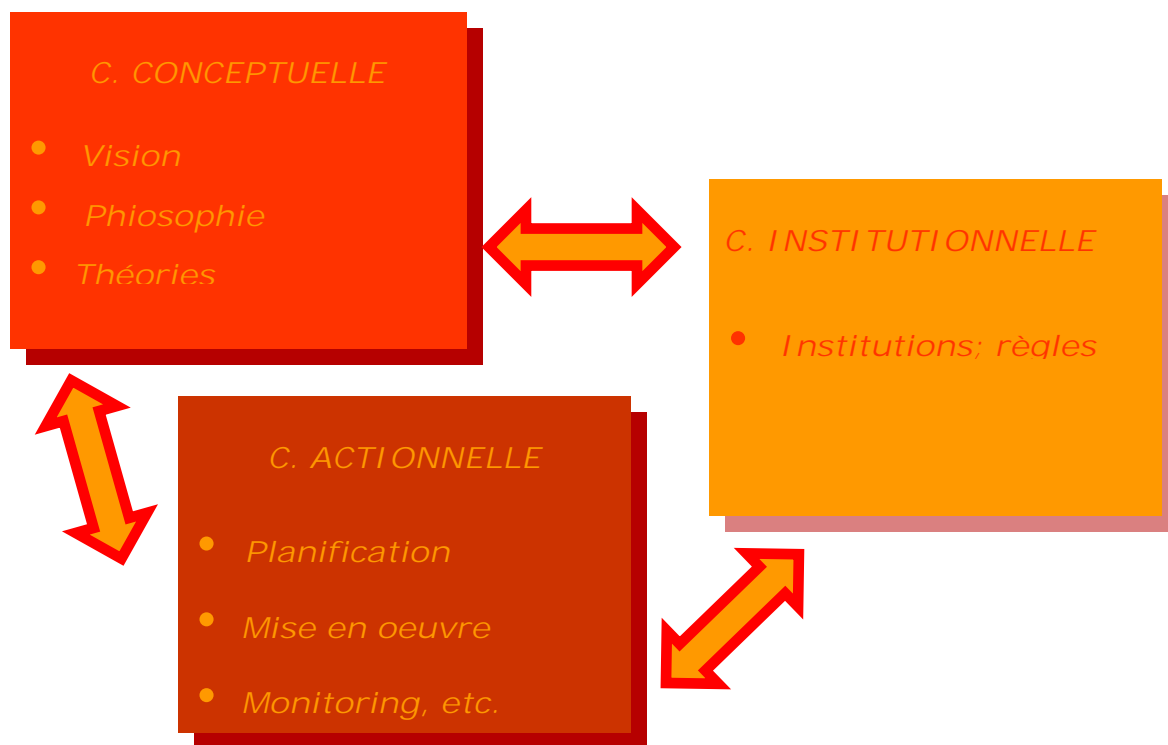 C. CONCEPTUELLE
• Vision
• Phiosophie
• Théories
C. INSTITUTIONNELLE
• Institutions; règles
C. ACTIONNELLE
• Planification
• Mise en oeuvre
• Monitoring, etc.